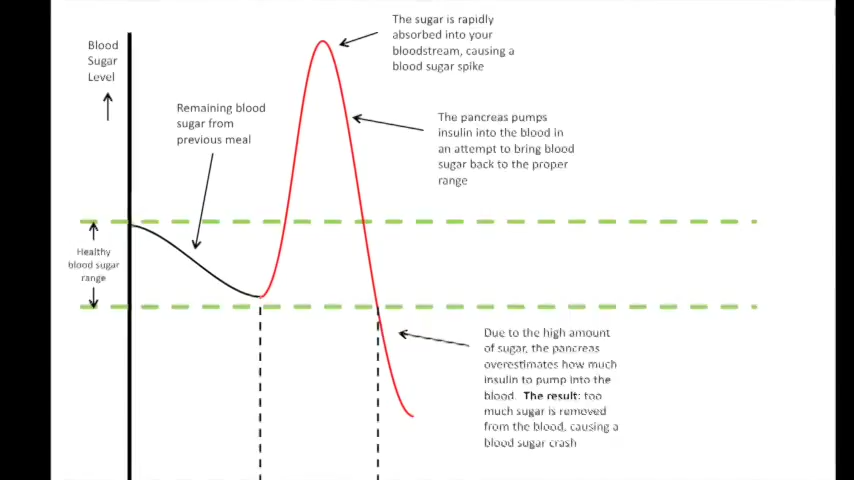 The sugar is rapidly
absorbed into your
bloodstream, causing a
blood sugar spike
Blood
Sugar
Level
Remaining blood
sugar from
previous meal
The pancreas pumps
insulin into the blood in
an attempt to bring blood
sugar back to the proper
range
Healthy
blood sugar
range
Due to the high amount
of sugar, the pancreas
overestimates how much
insulin to pump into the
blood. The result: too
much sugar is removed
from the blood, causing a
blood sugar crash